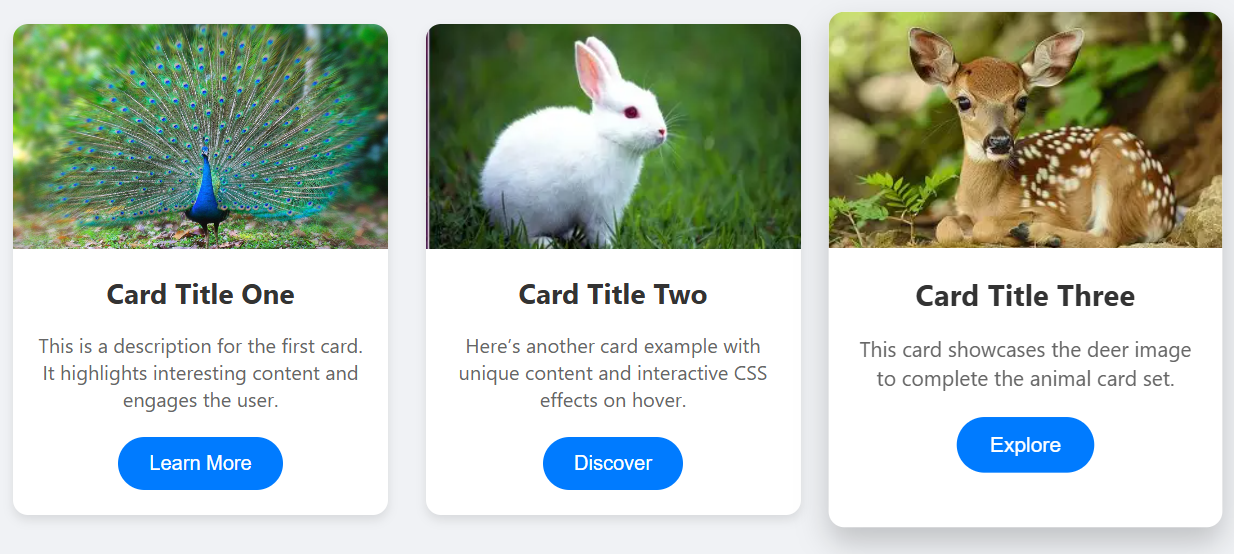 Card Title One
This is a description for the first card.
It highlights interesting content and
engages the user.
Learn More
Card Title Two
Here’s another card example with
unique content and interactive CSS
effects on hover.
Discover
Card Title Three
This card showcases the deer image
to complete the animal card set.
Explore